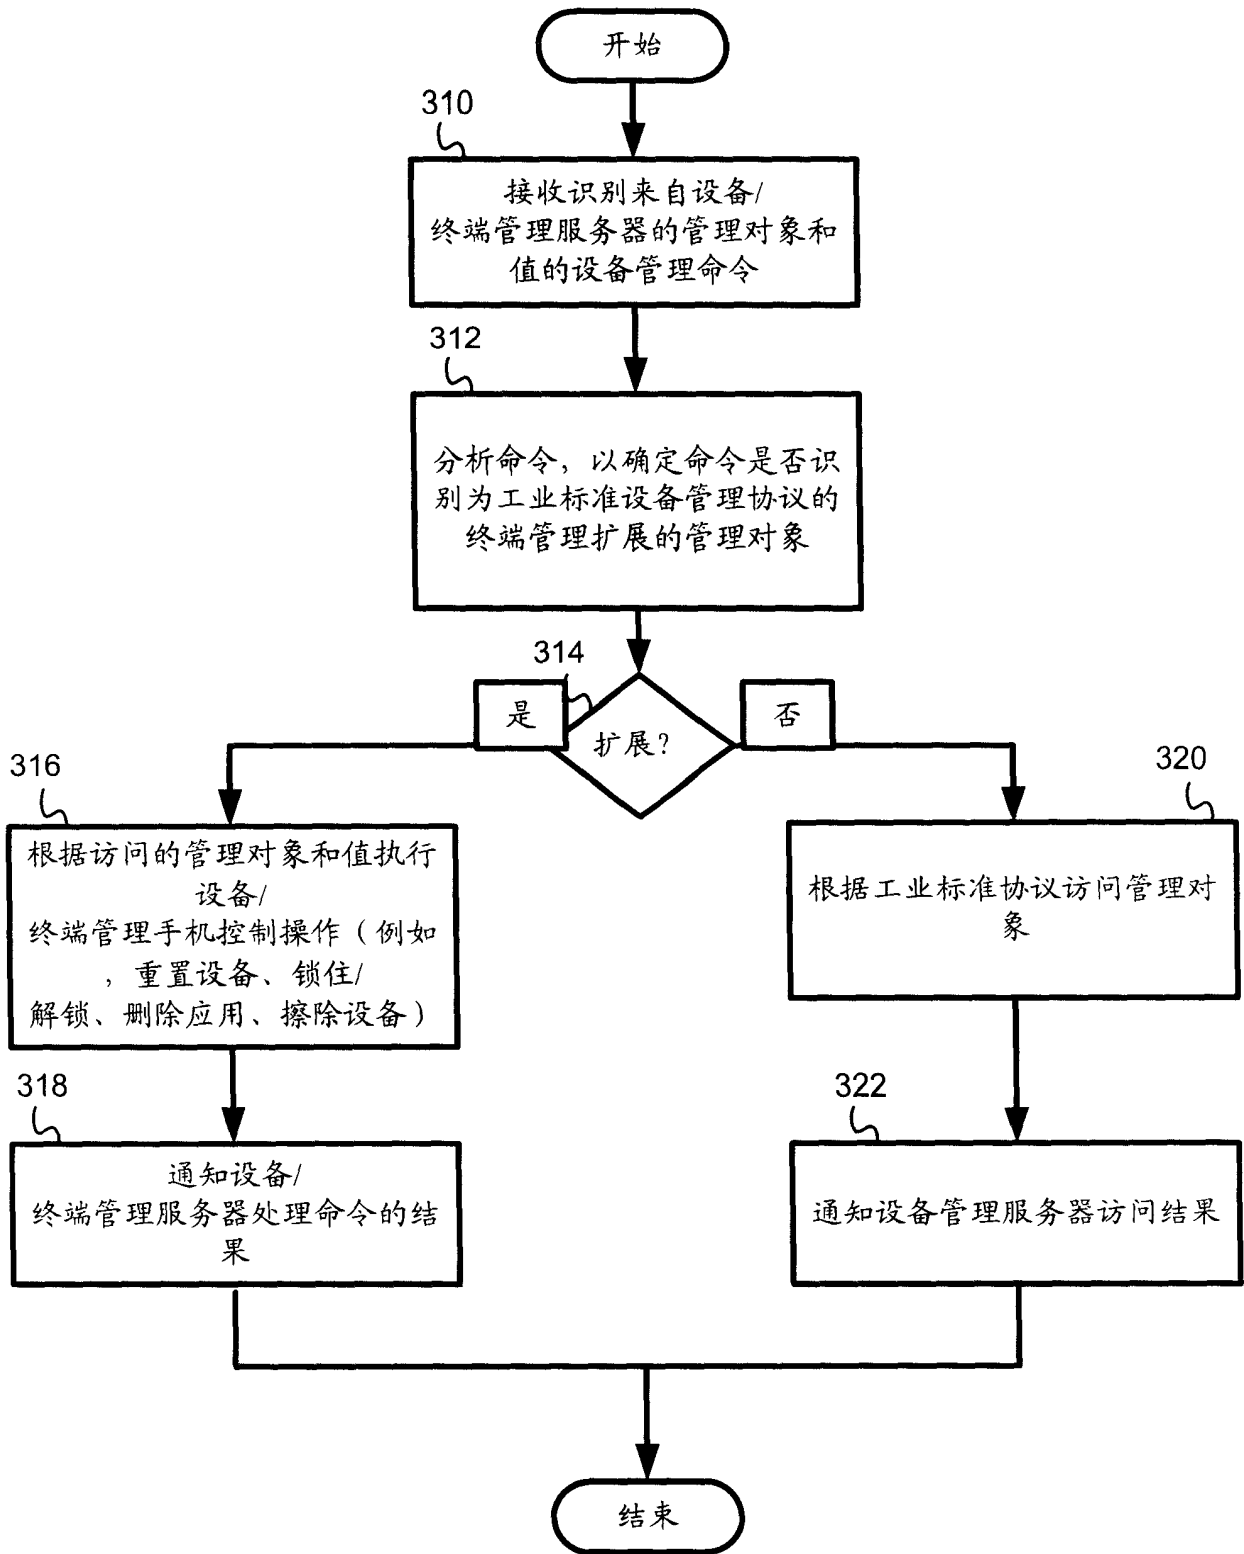 开始
310
接收识别来自设备/
终端管理服务器的管理对象和
值的设备管理命令
312
分析命令，以确定命令是否识
别为工业标准设备管理协议的
终端管理扩展的管理对象
314
是
扩展？
否
316
根据访问的管理对象和值执行
设备/
终端管理手机控制操作（例如
，重置设备、锁住/
解锁、删除应用、擦除设备）
320
根据工业标准协议访问管理对
象
318
通知设备/
终端管理服务器处理命令的结
果
322
通知设备管理服务器访问结果
结束